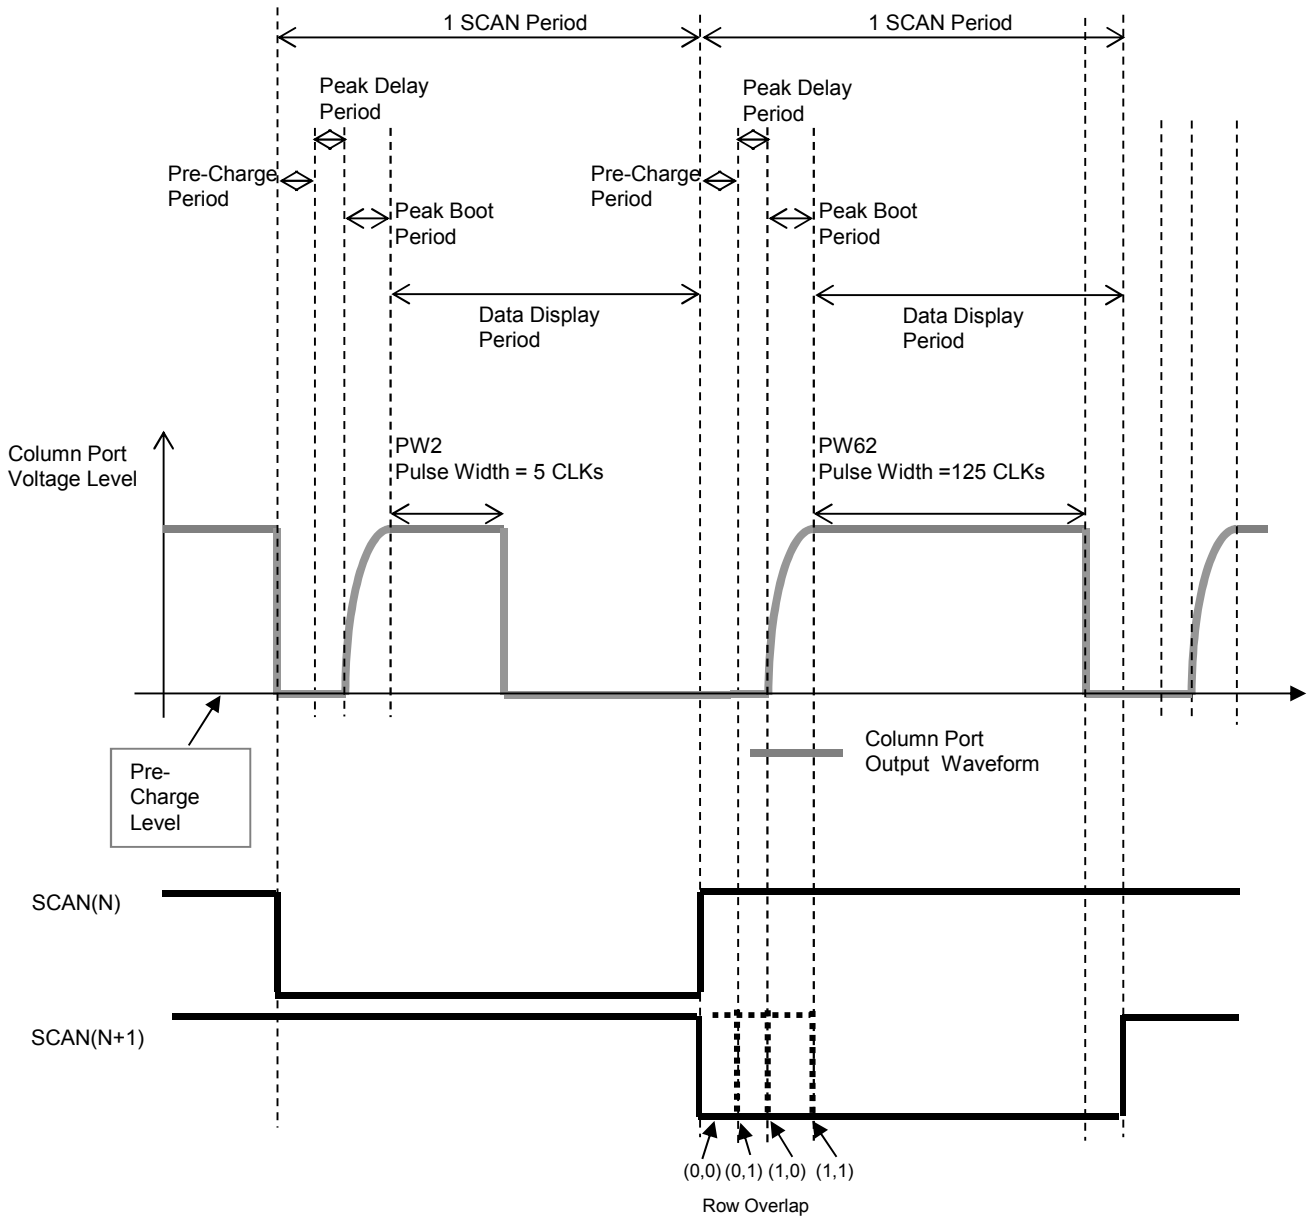 1 SCAN Period
1 SCAN Period
Peak Delay
Period
Peak Delay
Period
Pre-Charge
Period
Pre-Charge
Period
Peak Boot
Period
Peak Boot
Period
Data Display
Period
Data Display
Period
Column Port
Voltage Level
PW2
Pulse Width = 5 CLKs
PW62
Pulse Width =125 CLKs
Pre-
Charge
Level
Column Port
Output Waveform
SCAN(N)
SCAN(N+1)
(0,0) (0,1) (1,0) (1,1)
Row Overlap